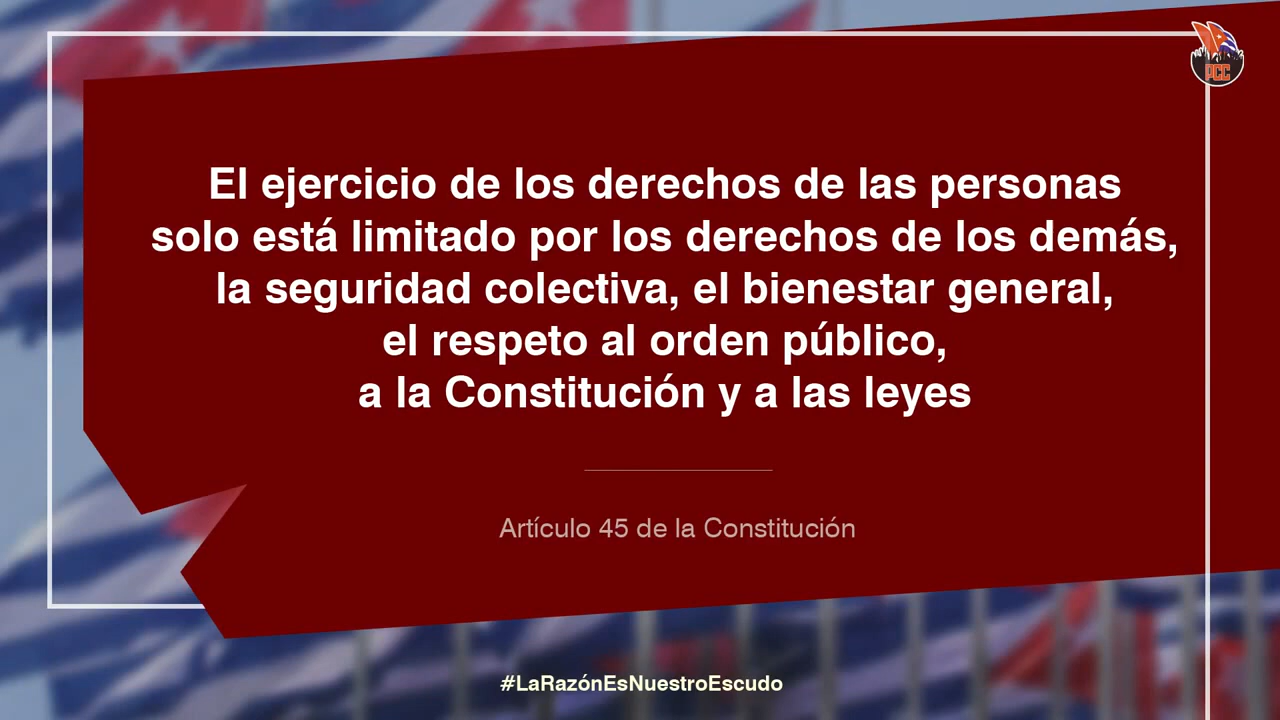 PCC
El ejercicio de los derechos de las personas
solo está limitado por los derechos de los demás,
la seguridad colectiva, el bienestar general,
el respeto al orden público,
a la Constitución y a las leyes
Artículo 45 de la Constitución
#LaRazónEsNuestroEscudo